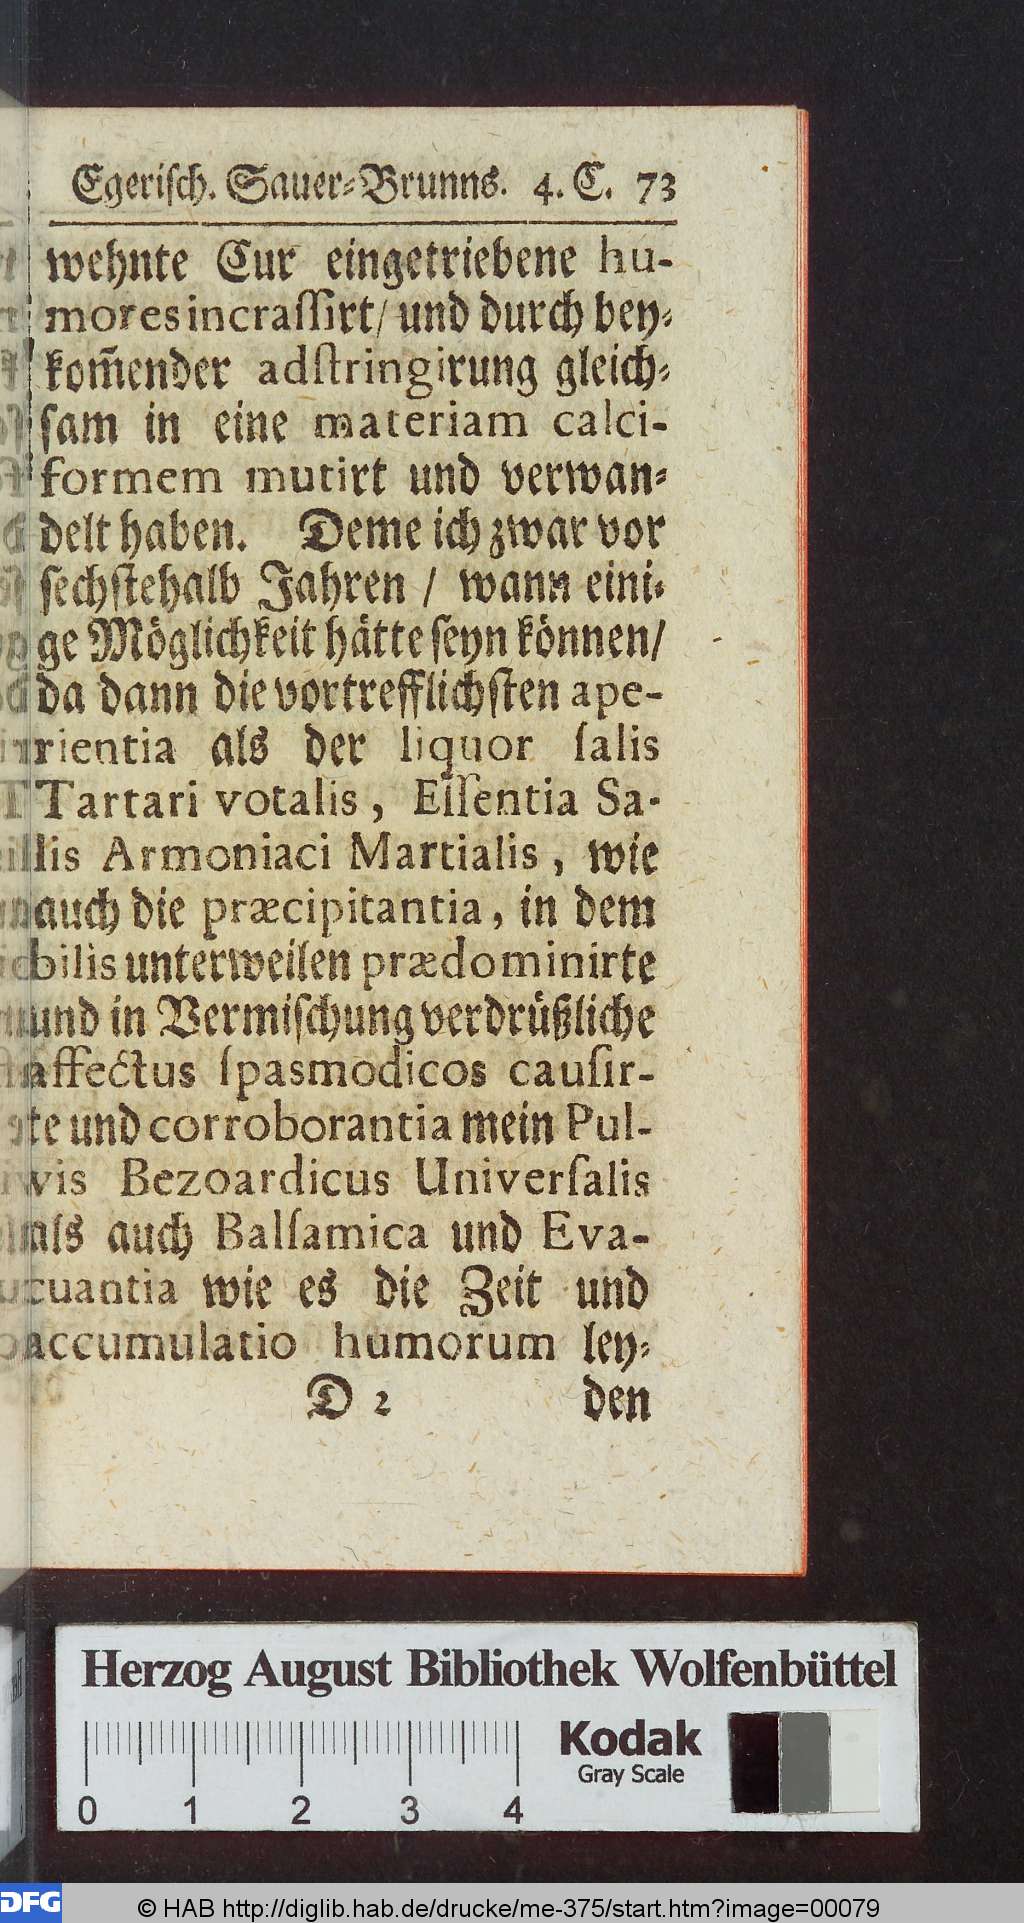 Egeriſch. Sauer-Brunns. 4. C. 73
wehnte Cur eingetriebene hu-
mores incraſſirt/ und durch bey-
kom̃ender adſtringirung gleich-
ſam in eine materiam calci-
formem mutirt und verwan-
delt haben. Deme ich zwar vor
ſechſtehalb Jahren / wann eini-
ge Möglichkeit hätte ſeyn können/
da dann die vortrefflichſten ape-
rientia als der liquor ſalis
Tartari votalis, Eſſentia Sa-
lis Armoniaci Martialis, wie
auch die præcipitantia, in dem
bilis unterweilen prædominirte
und in Vermiſchung verdrüßliche
affectus ſpasmodicos cauſir-
te und corroborantia mein Pul-
vis Bezoardicus Univerſalis
als auch Balſamica und Eva-
cuantia wie es die Zeit und
accumulatio humorum ley-
D 2 den
Herzog August Bibliothek Wolfenbüttel
Kodak
Gray Scale
0 1 2 3 4
DFG © HAB http://diglib.hab.de/drucke/me-375/start.htm?image=00079